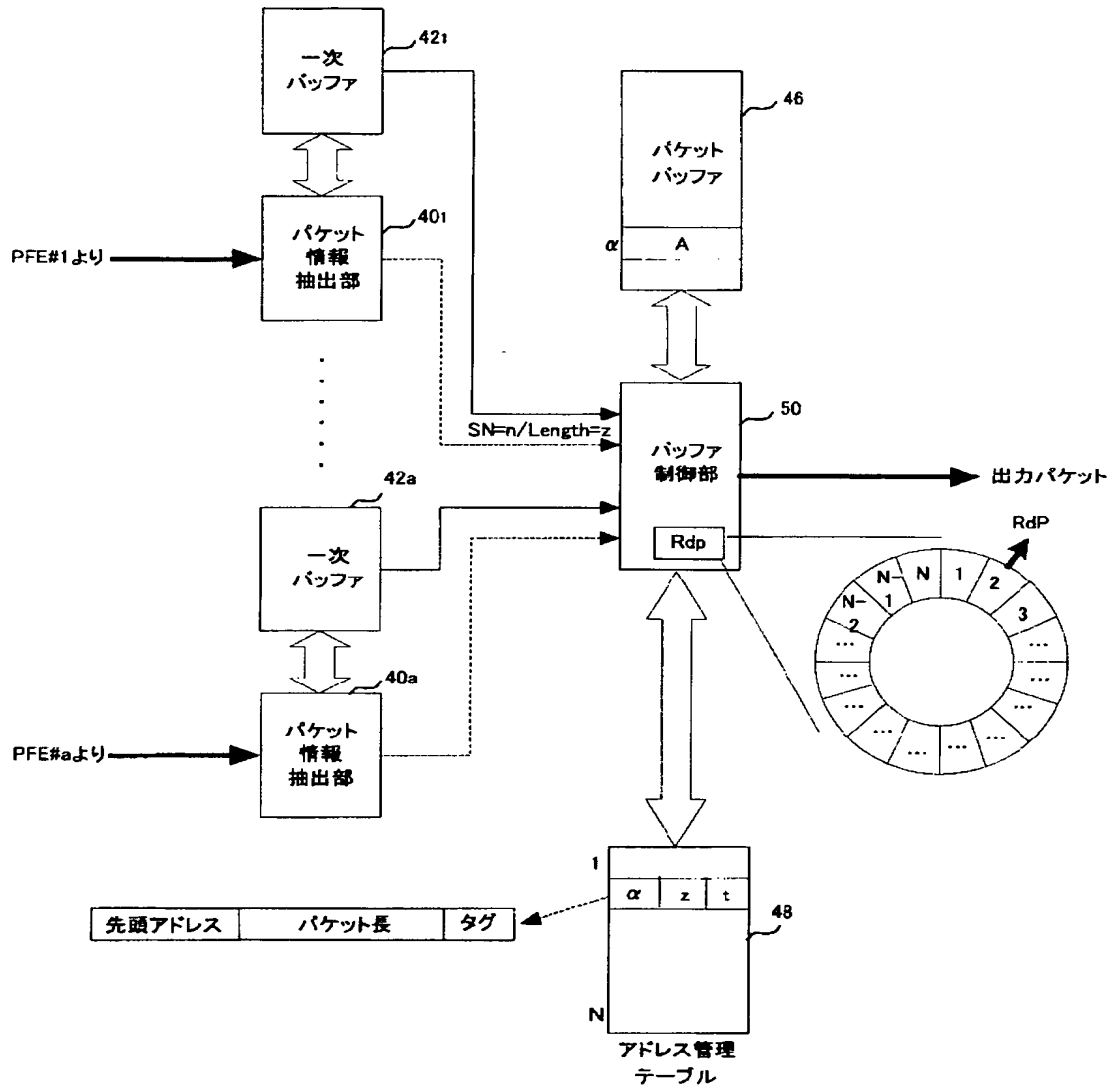 一次
バッファ
42₁
46
パケット
バッファ
α
A
PFE#1より
パケット
情報
抽出部
40₁
SN=n/Length=z
50
バッファ
制御部
Rdp
出力パケット
RdP
N-2
N-1
N
1
2
3
...
...
...
...
...
...
...
...
...
...
42a
一次
バッファ
40a
PFE#aより
パケット
情報
抽出部
1
α
z
t
48
N
先頭アドレス
パケット長
タグ
アドレス管理
テーブル